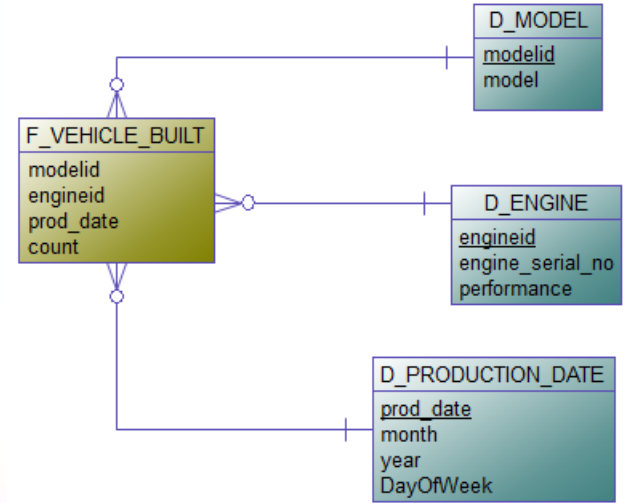 D_MODEL
modelid
model
F_VEHICLE_BUILT
modelid
engineid
prod_date
count
D_ENGINE
engineid
engine_serial_no
performance
D_PRODUCTION_DATE
prod_date
month
year
DayOfWeek